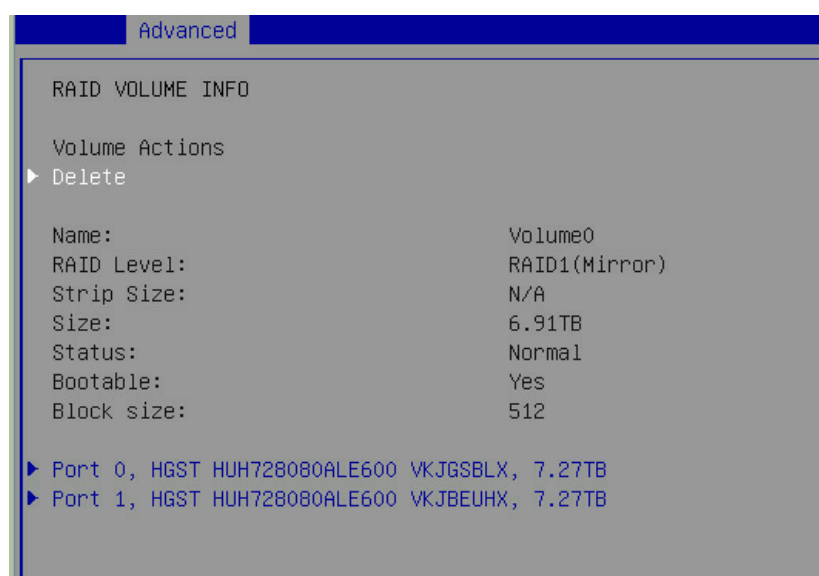 Advanced
RAID VOLUME INFO
Volume Actions
Delete
Name: Volume0
RAID Level: RAID1(Mirror)
Strip Size: N/A
Size: 6.91TB
Status: Normal
Bootable: Yes
Block size: 512
Port 0, HGST HUH728080ALE600 VKJGSBLX, 7.27TB
Port 1, HGST HUH728080ALE600 VKJBEUHX, 7.27TB